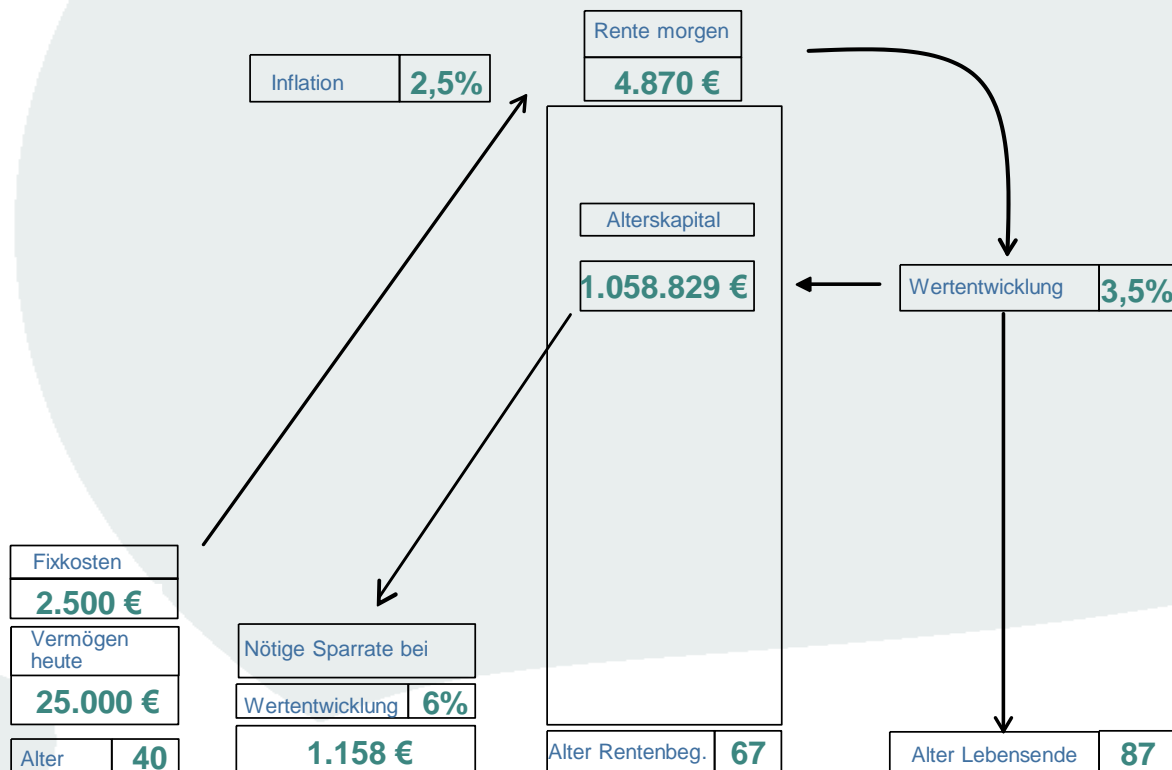 Rente morgen
4.870 €
Inflation 2,5%
Alterskapital
1.058.829 €
Wertentwicklung 3,5%
Fixkosten
2.500 €
Vermögen
heute
25.000 €
Alter 40
Nötige Sparrate bei
Wertentwicklung 6%
1.158 €
Alter Rentenbeg. 67
Alter Lebensende 87